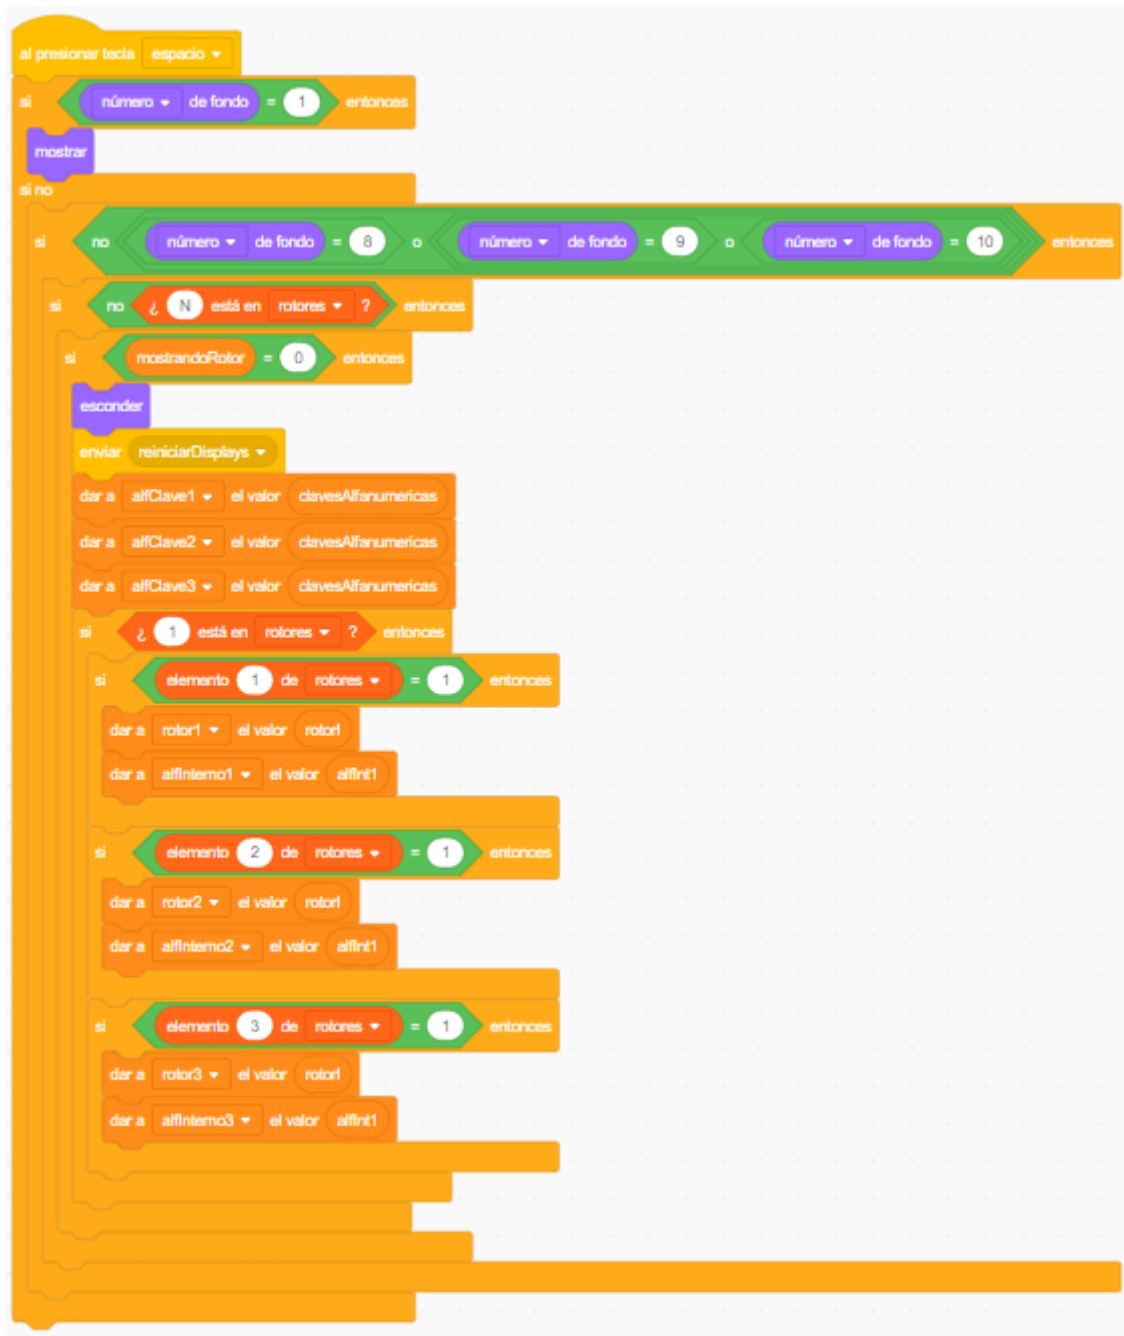 al presionar tecla espacio
si número de fondo = 1 entonces
mostrar
si no
si no número de fondo = 8 o número de fondo = 9 o número de fondo = 10 entonces
si no ¿ N está en rotores ? entonces
si mostrandoRotor = 0 entonces
esconder
enviar reiniciarDisplays
dar a alfClave1 el valor clavesAlfanumericas
dar a alfClave2 el valor clavesAlfanumericas
dar a alfClave3 el valor clavesAlfanumericas
si ¿ 1 está en rotores ? entonces
si elemento 1 de rotores = 1 entonces
dar a rotor1 el valor rotorI
dar a alfInterno1 el valor alfInt1
si elemento 2 de rotores = 1 entonces
dar a rotor2 el valor rotorI
dar a alfInterno2 el valor alfInt1
si elemento 3 de rotores = 1 entonces
dar a rotor3 el valor rotorI
dar a alfInterno3 el valor alfInt1